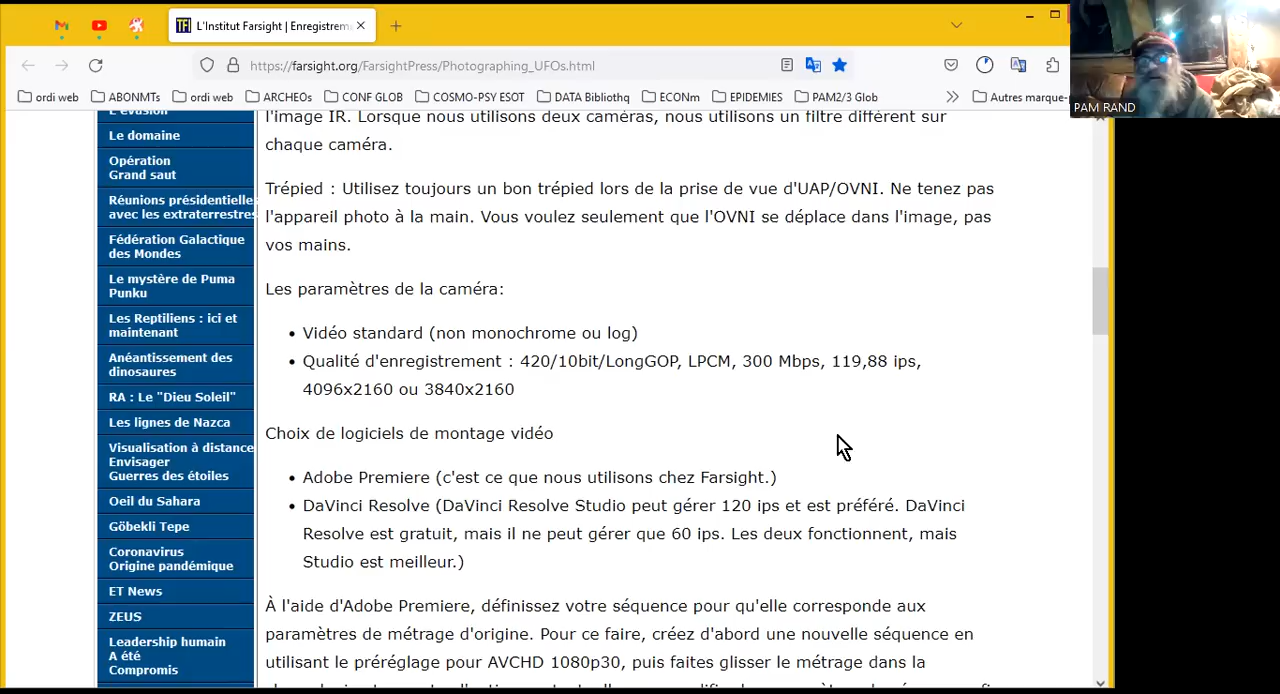 L'Institut Farsight | Enregistrem
https://farsight.org/FarsightPress/Photographing_UFOs.html
ordi web
ABONMTs
ordi web
ARCHEOs
CONF GLOB
COSMO-PSY ESOT
DATA Bibliothq
ECONm
EPIDEMIES
PAM2/3 Glob
Autres marque-
PAM RAND
Le domaine
Opération
Grand saut
Réunions présidentielles
avec les extraterrestres
Fédération Galactique
des Mondes
Le mystère de Puma
Punku
Les Reptiliens : ici et
maintenant
Anéantissement des
dinosaures
RA : Le "Dieu Soleil"
Les lignes de Nazca
Visualisation à distance
Envisager
Guerres des étoiles
Oeil du Sahara
Göbekli Tepe
Coronavirus
Origine pandémique
ET News
ZEUS
Leadership humain
A été
Compromis
l'image IR. Lorsque nous utilisons deux caméras, nous utilisons un filtre différent sur
chaque caméra.
Trépied : Utilisez toujours un bon trépied lors de la prise de vue d'UAP/OVNI. Ne tenez pas
l'appareil photo à la main. Vous voulez seulement que l'OVNI se déplace dans l'image, pas
vos mains.
Les paramètres de la caméra:
• Vidéo standard (non monochrome ou log)
• Qualité d'enregistrement : 420/10bit/LongGOP, LPCM, 300 Mbps, 119,88 ips,
4096x2160 ou 3840x2160
Choix de logiciels de montage vidéo
• Adobe Premiere (c'est ce que nous utilisons chez Farsight.)
• DaVinci Resolve (DaVinci Resolve Studio peut gérer 120 ips et est préféré. DaVinci
Resolve est gratuit, mais il ne peut gérer que 60 ips. Les deux fonctionnent, mais
Studio est meilleur.)
À l'aide d'Adobe Premiere, définissez votre séquence pour qu'elle corresponde aux
paramètres de métrage d'origine. Pour ce faire, créez d'abord une nouvelle séquence en
utilisant le préréglage pour AVCHD 1080p30, puis faites glisser le métrage dans la